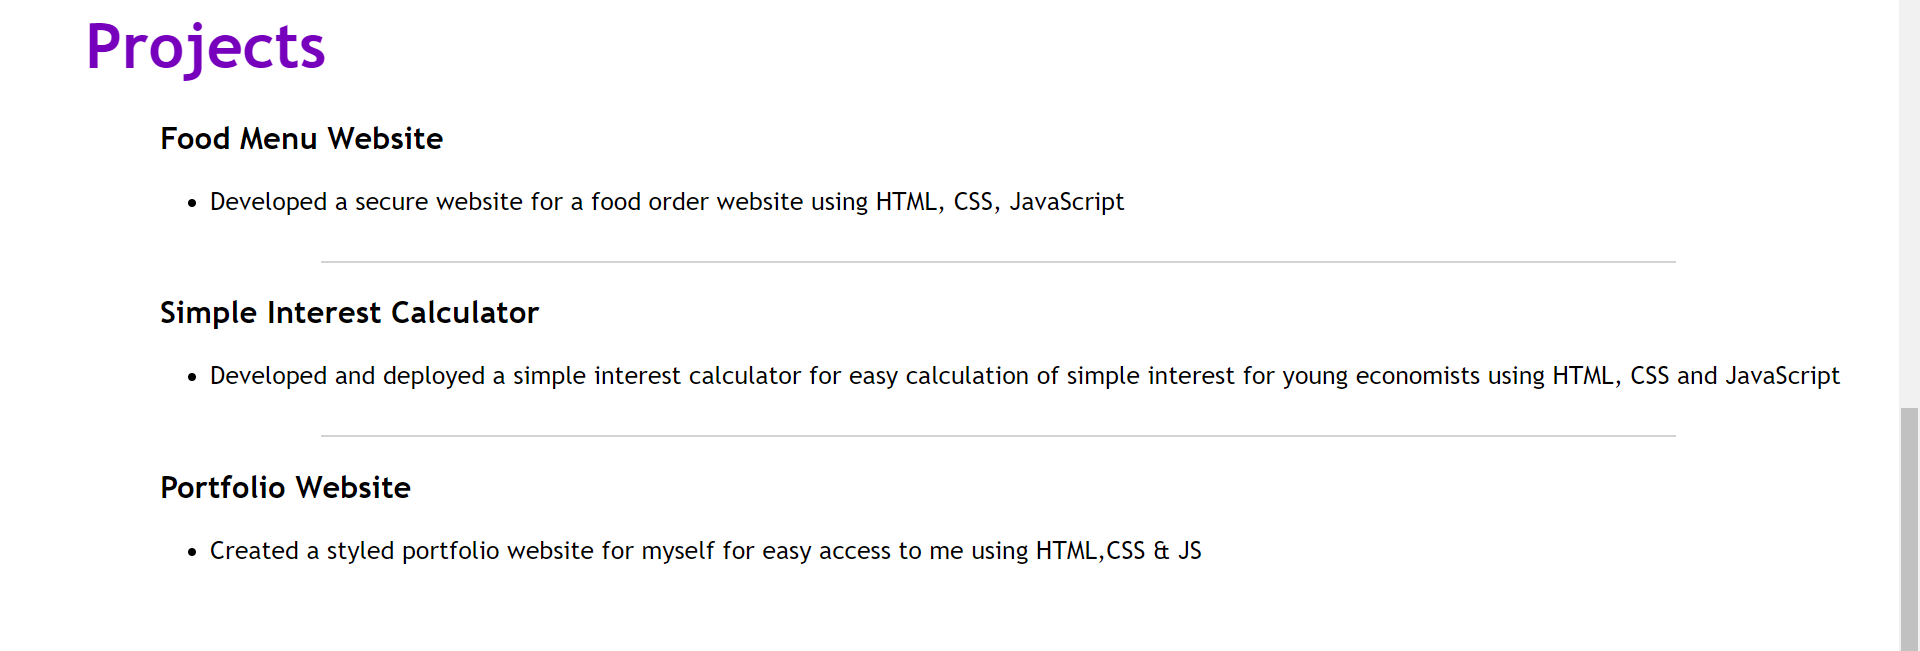 Projects
Food Menu Website
• Developed a secure website for a food order website using HTML, CSS, JavaScript
Simple Interest Calculator
• Developed and deployed a simple interest calculator for easy calculation of simple interest for young economists using HTML, CSS and JavaScript
Portfolio Website
• Created a styled portfolio website for myself for easy access to me using HTML,CSS & JS